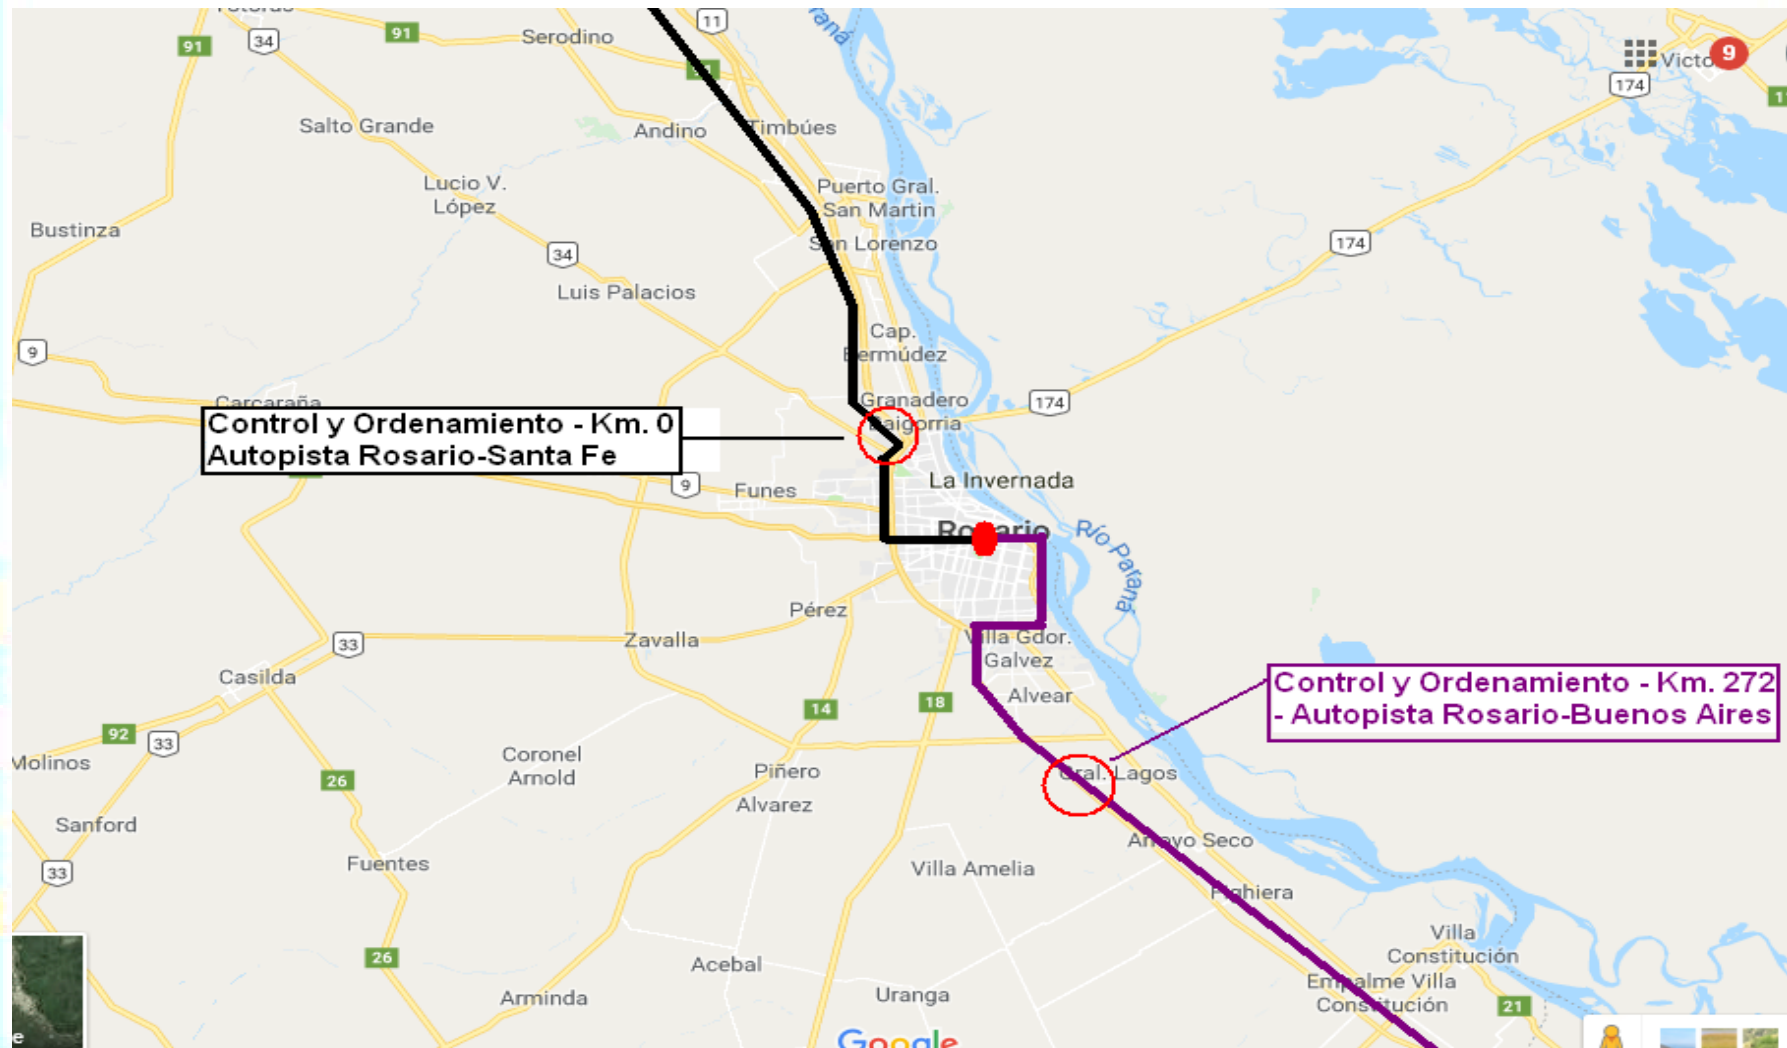 11
91
34
91
Serodino
9
Victo
174
Salto Grande
Andino
Timbúes
Lucio V.
López
Puerto Gral.
San Martin
Bustinza
San Lorenzo
174
34
Luis Palacios
Cap.
Bermúdez
9
Carcaraña
Granadero
Baigorria
174
Control y Ordenamiento - Km. 0
Autopista Rosario-Santa Fe
9
Funes
La Invernada
Rosario
Río Paraná
Pérez
Zavalla
33
Villa Gdor.
Galvez
Casilda
Alvear
Control y Ordenamiento - Km. 272
- Autopista Rosario-Buenos Aires
14
18
92
33
Molinos
Coronel
Arnold
Piñero
Gral. Lagos
26
Alvarez
Sanford
Arroyo Seco
Fuentes
33
Villa Amelia
Fighiera
Villa
Constitución
26
Acebal
Empalme Villa
Constitución
Arminda
Uranga
21
Google